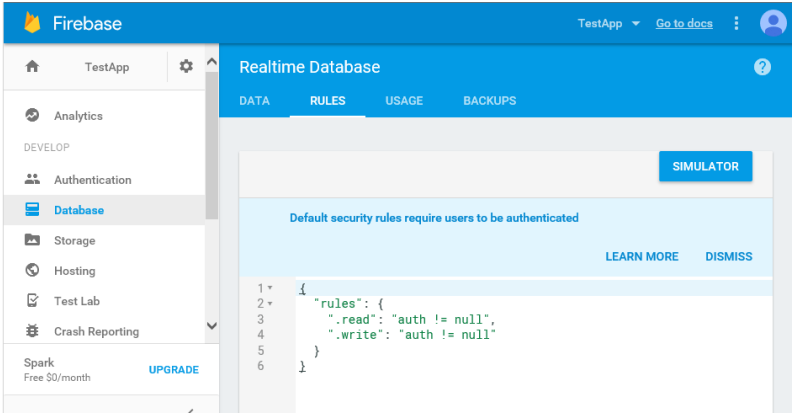 Firebase
TestApp Go to docs
TestApp
Realtime Database
DATA RULES USAGE BACKUPS
Analytics
DEVELOP
Authentication
Database
Storage
Hosting
Test Lab
Crash Reporting
Spark
Free $0/month
UPGRADE
SIMULATOR
Default security rules require users to be authenticated
LEARN MORE DISMISS
1 {
2 "rules": {
3 ".read": "auth != null",
4 ".write": "auth != null"
5 }
6 }